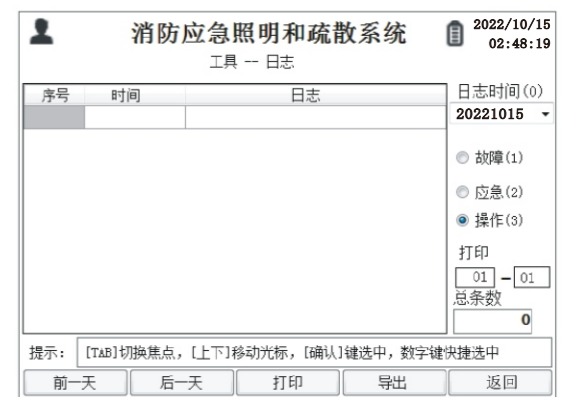 消防应急照明和疏散系统
2022/10/15
02:48:19
工具 -- 日志
序号 时间 日志
日志时间(0)
20221015
故障(1)
应急(2)
操作(3)
打印
01 - 01
总条数
0
提示： [TAB]切换焦点，[上下]移动光标，[确认]键选中，数字键快捷选中
前一天 后一天 打印 导出 返回